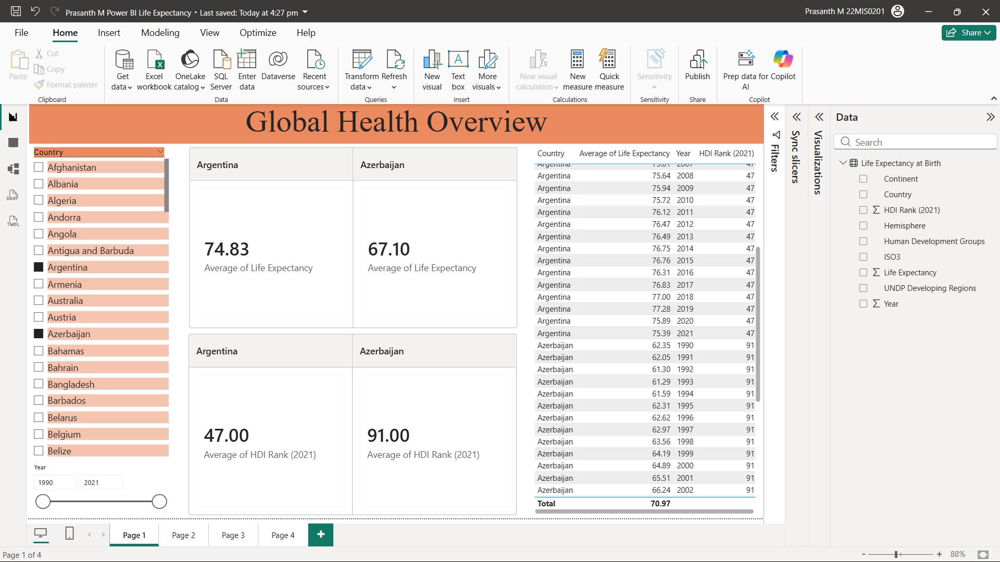 Prasanth M Power BI Life Expectancy • Last saved: Today at 4:27 pm
Prasanth M 22MIS0201
File Home Insert Modeling View Optimize Help
Share
Paste
Cut
Copy
Format painter
Clipboard
Get data
Excel workbook
OneLake catalog
SQL Server
Enter data
Dataverse
Recent sources
Data
Transform data
Refresh
Queries
New visual
Text box
More visuals
Insert
New visual calculation
New measure
Quick measure
Calculations
Sensitivity
Sensitivity
Publish
Share
Prep data for AI
Copilot
Copilot
DAX
TMDL
Global Health Overview
Country
Afghanistan
Albania
Algeria
Andorra
Angola
Antigua and Barbuda
Argentina
Armenia
Australia
Austria
Azerbaijan
Bahamas
Bahrain
Bangladesh
Barbados
Belarus
Belgium
Belize
Year
1990 2021
Argentina Azerbaijan
74.83 67.10
Average of Life Expectancy Average of Life Expectancy
Argentina Azerbaijan
47.00 91.00
Average of HDI Rank (2021) Average of HDI Rank (2021)
Country Average of Life Expectancy Year HDI Rank (2021)
Argentina 2007 47
Argentina 75.64 2008 47
Argentina 75.94 2009 47
Argentina 75.72 2010 47
Argentina 76.12 2011 47
Argentina 76.47 2012 47
Argentina 76.49 2013 47
Argentina 76.75 2014 47
Argentina 76.76 2015 47
Argentina 76.31 2016 47
Argentina 76.83 2017 47
Argentina 77.00 2018 47
Argentina 77.28 2019 47
Argentina 75.89 2020 47
Argentina 75.39 2021 47
Azerbaijan 62.35 1990 91
Azerbaijan 62.05 1991 91
Azerbaijan 61.30 1992 91
Azerbaijan 61.29 1993 91
Azerbaijan 61.59 1994 91
Azerbaijan 62.31 1995 91
Azerbaijan 62.62 1996 91
Azerbaijan 62.97 1997 91
Azerbaijan 63.56 1998 91
Azerbaijan 64.19 1999 91
Azerbaijan 64.89 2000 91
Azerbaijan 65.51 2001 91
Azerbaijan 66.24 2002 91
Total 70.97
Filters
Sync slicers
Visualizations
Data
Search
Life Expectancy at Birth
Continent
Country
∑ HDI Rank (2021)
Hemisphere
Human Development Groups
ISO3
∑ Life Expectancy
UNDP Developing Regions
∑ Year
Page 1 Page 2 Page 3 Page 4 +
Page 1 of 4
- + 88%